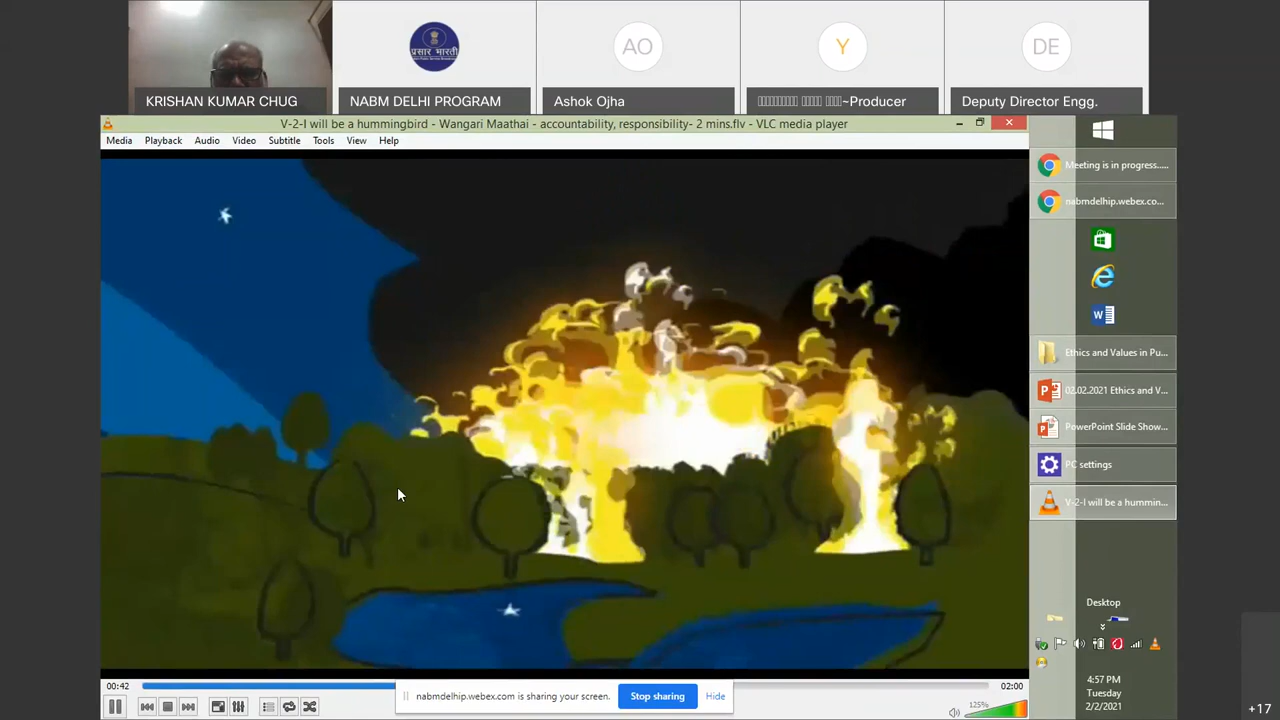 AO
Y
DE
प्रसार भारती
KRISHAN KUMAR CHUG
NABM DELHI PROGRAM
Ashok Ojha
~Producer
Deputy Director Engg.
V-2-I will be a hummingbird - Wangari Maathai - accountability, responsibility- 2 mins.flv - VLC media player
Media Playback Audio Video Subtitle Tools View Help
Meeting is in progress.....
nabmdelhip.webex.co...
Ethics and Values in Pu...
02.02.2021 Ethics and V...
PowerPoint Slide Show...
PC settings
V-2-I will be a hummin...
Desktop
4:57 PM
Tuesday
2/2/2021
00:42
02:00
nabmdelhip.webex.com is sharing your screen.
Stop sharing
Hide
125%
+17